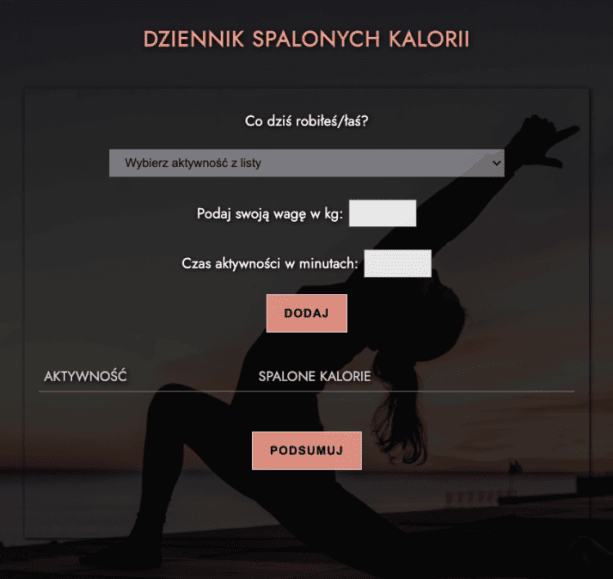 DZIENNIK SPALONYCH KALORII
Co dziś robiłeś/łaś?
Wybierz aktywność z listy
Podaj swoją wagę w kg:
Czas aktywności w minutach:
DODAJ
AKTYWNOŚĆ SPALONE KALORIE
PODSUMUJ